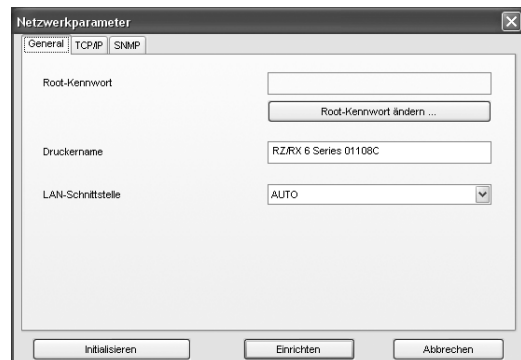 Netzwerkparameter
General TCP/IP SNMP
Root-Kennwort
Root-Kennwort ändern ...
Druckername RZ/RX 6 Series 01108C
LAN-Schnittstelle AUTO
Initialisieren Einrichten Abbrechen